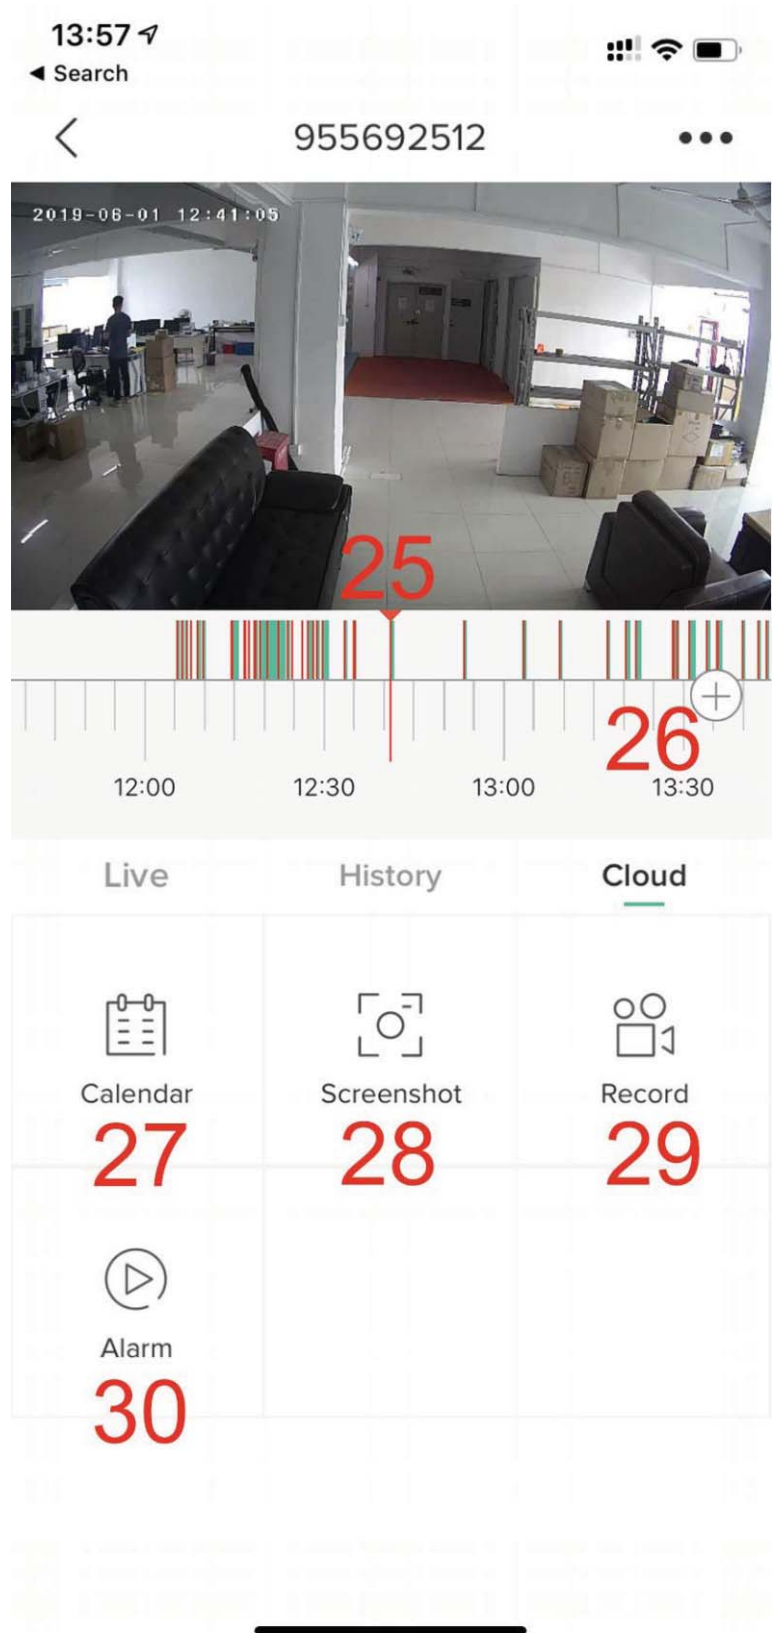 13:57
◀ Search
955692512
2019-06-01 12:41:05
25
26
12:00 12:30 13:00 13:30
Live History Cloud
Calendar Screenshot Record
27 28 29
Alarm
30